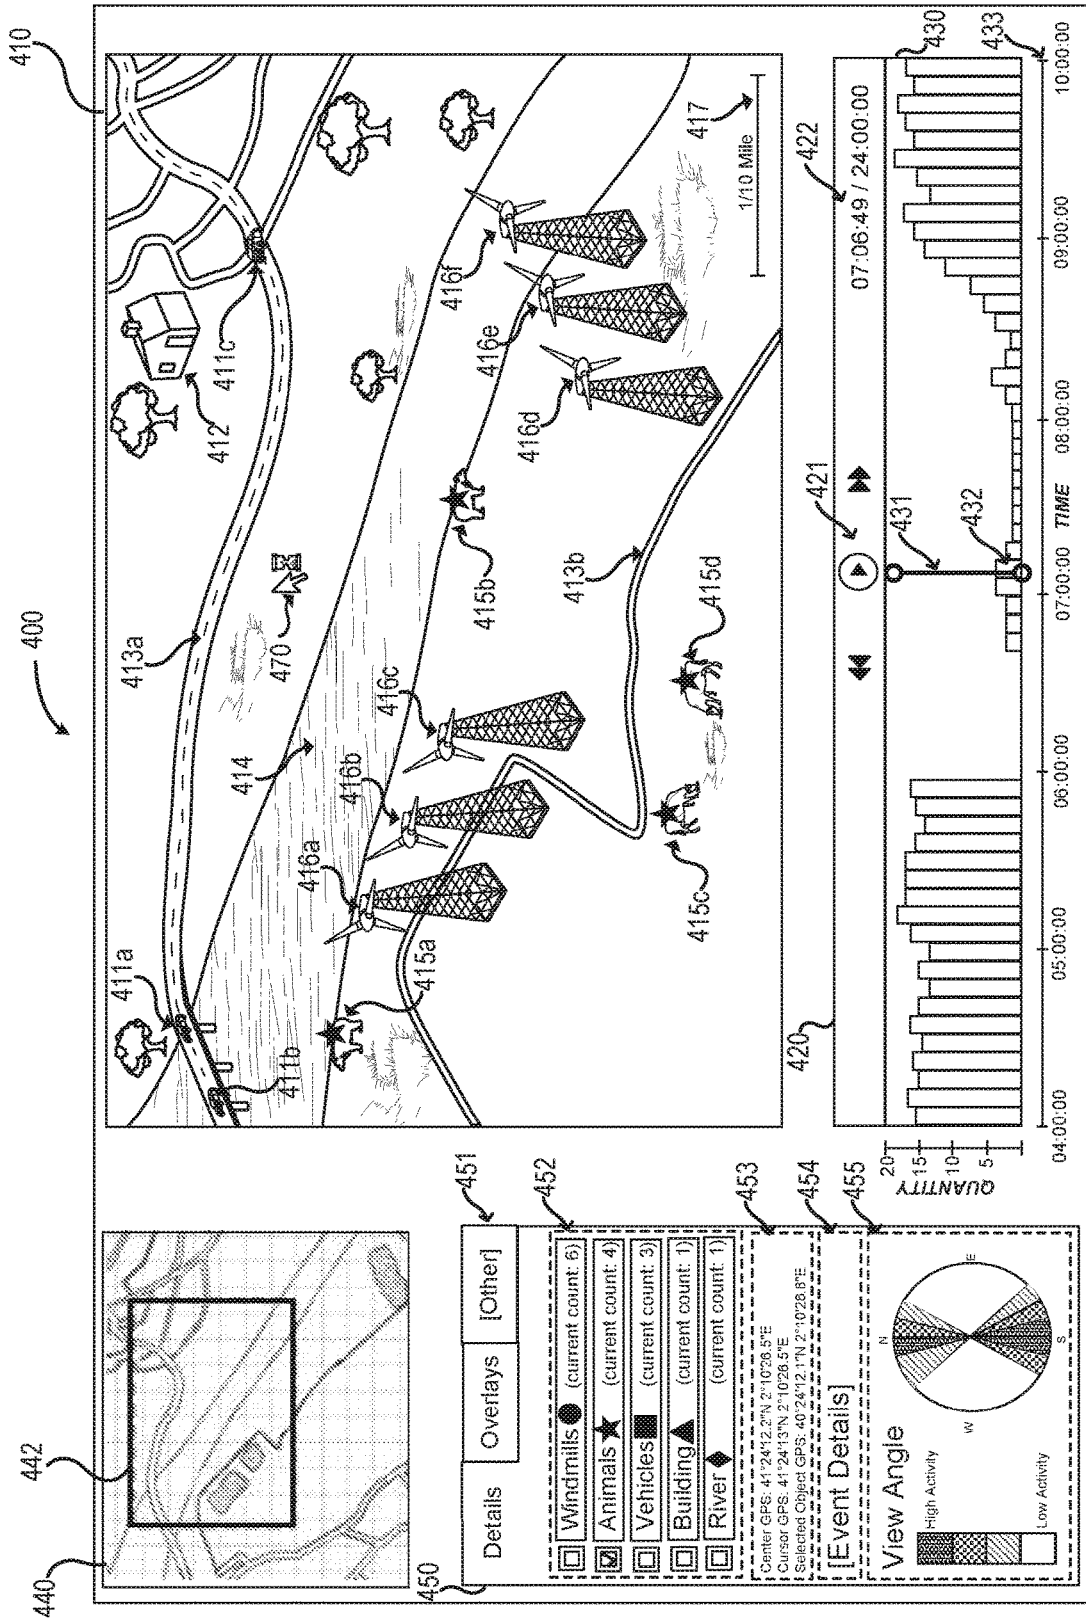 400
410
440
442
450
Details
Overlays
[Other]
451
452
Windmills (current count: 6)
Animals (current count: 4)
Vehicles (current count: 3)
Building (current count: 1)
River (current count: 1)
453
Center GPS: 41°24'12.2"N 2°10'26.5"E
Cursor GPS: 41°24'13"N 2°10'26.5"E
Selected Object GPS: 40°24'12.1"N 2°10'26.8"E
454
[Event Details]
455
View Angle
High Activity
Low Activity
N
E
S
W
411a
411b
413a
412
411c
470
414
416a
416b
416c
415a
415b
416d
416e
416f
413b
415c
415d
1/10 Mile
417
420
421
07:06:49 / 24:00:00
422
430
431
432
433
QUANTITY
20
15
10
5
04:00:00
05:00:00
06:00:00
07:00:00
08:00:00
09:00:00
10:00:00
TIME